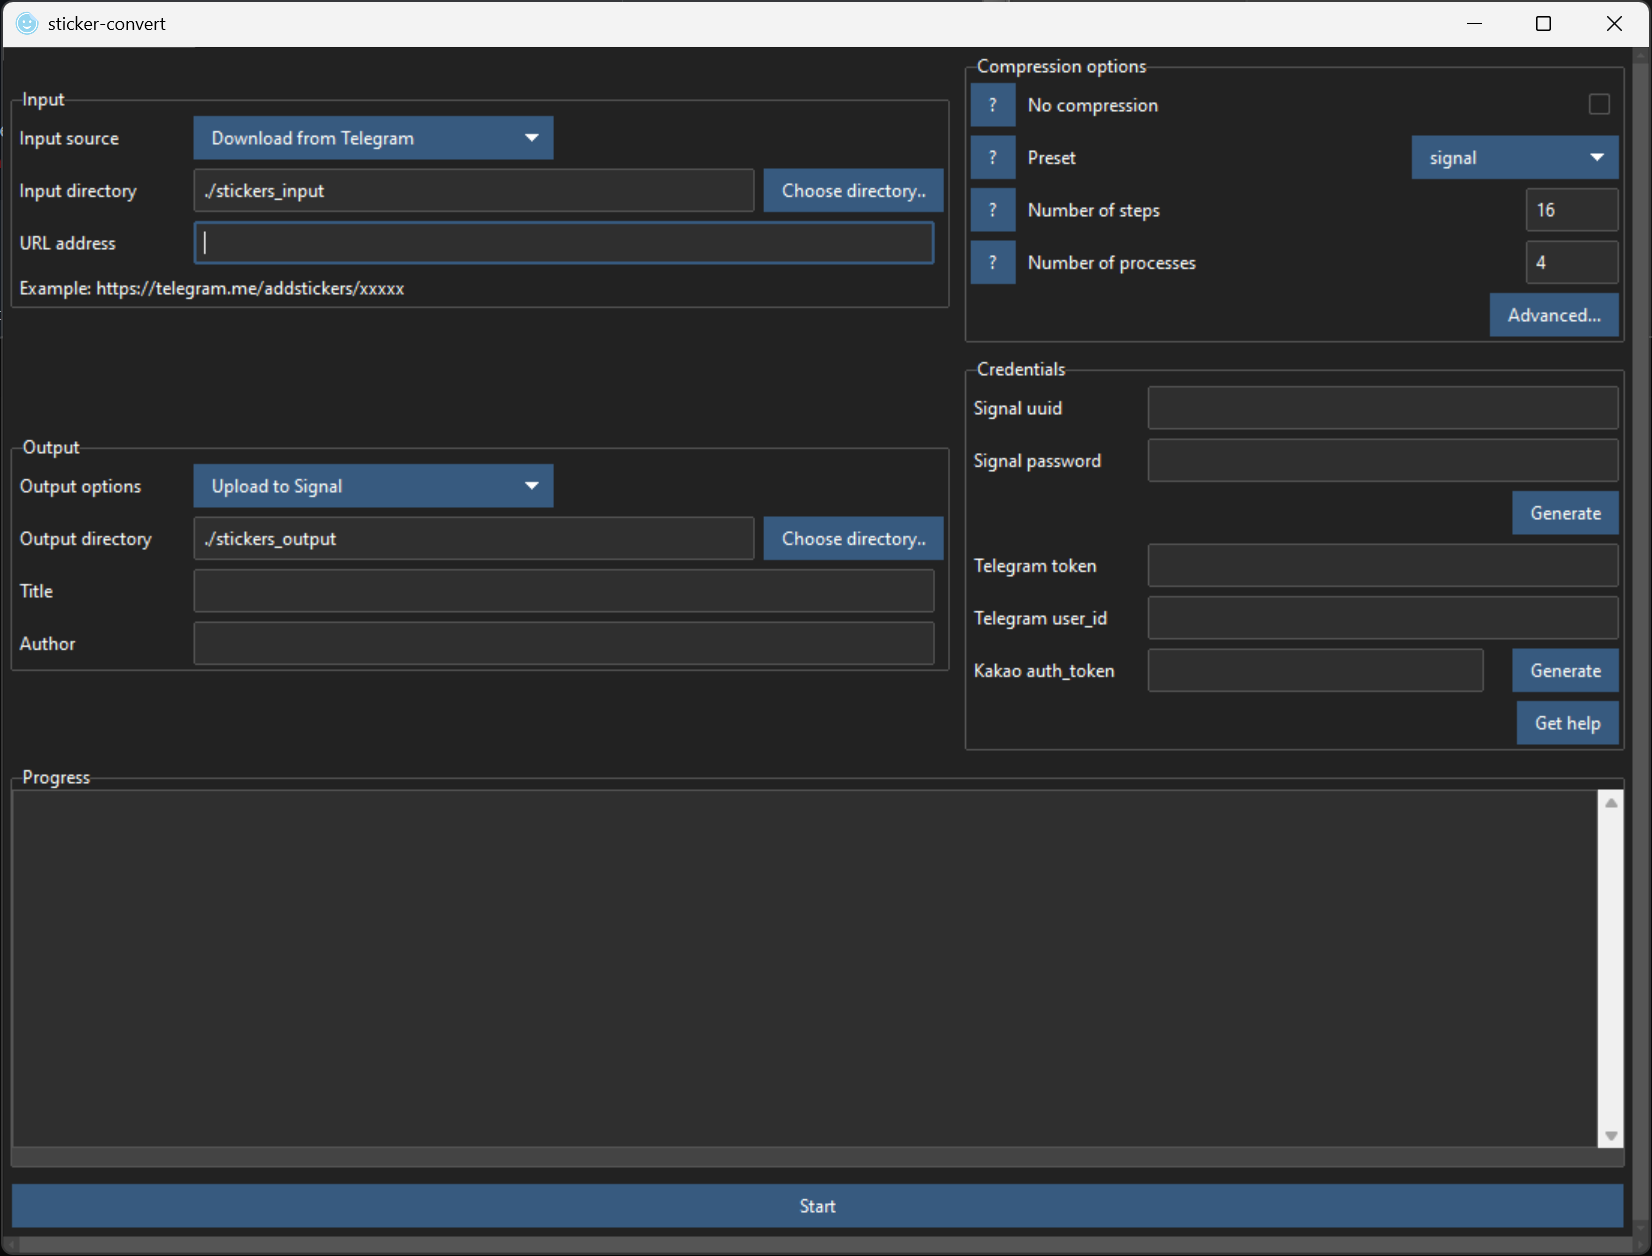 sticker-convert
Input
Input source
Download from Telegram
Input directory
./stickers_input
Choose directory..
URL address
Example: https://telegram.me/addstickers/xxxxx
Output
Output options
Upload to Signal
Output directory
./stickers_output
Choose directory..
Title
Author
Compression options
? No compression
? Preset
signal
? Number of steps
16
? Number of processes
4
Advanced...
Credentials
Signal uuid
Signal password
Generate
Telegram token
Telegram user_id
Kakao auth_token
Generate
Get help
Progress
Start